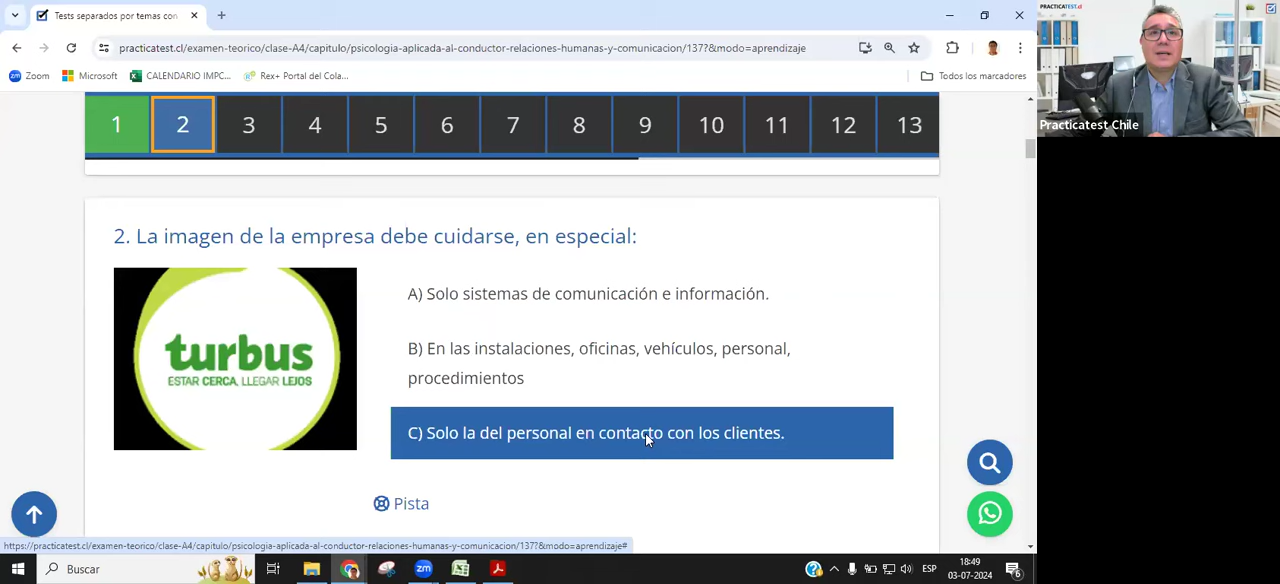 Tests separados por temas con
practicatest.cl/examen-teorico/clase-A4/capitulo/psicologia-aplicada-al-conductor-relaciones-humanas-y-comunicacion/137?&modo=aprendizaje
Zoom
Microsoft
CALENDARIO IMPC...
Rex+ Portal del Cola...
Todos los marcadores
PRACTICATEST.cl
Practicatest Chile
1 2 3 4 5 6 7 8 9 10 11 12 13
2. La imagen de la empresa debe cuidarse, en especial:
turbus
ESTAR CERCA, LLEGAR LEJOS
A) Solo sistemas de comunicación e información.
B) En las instalaciones, oficinas, vehículos, personal,
procedimientos
C) Solo la del personal en contacto con los clientes.
Pista
https://practicatest.cl/examen-teorico/clase-A4/capitulo/psicologia-aplicada-al-conductor-relaciones-humanas-y-comunicacion/137?&modo=aprendizaje#
Buscar
zm
ESP
18:49
03-07-2024
6